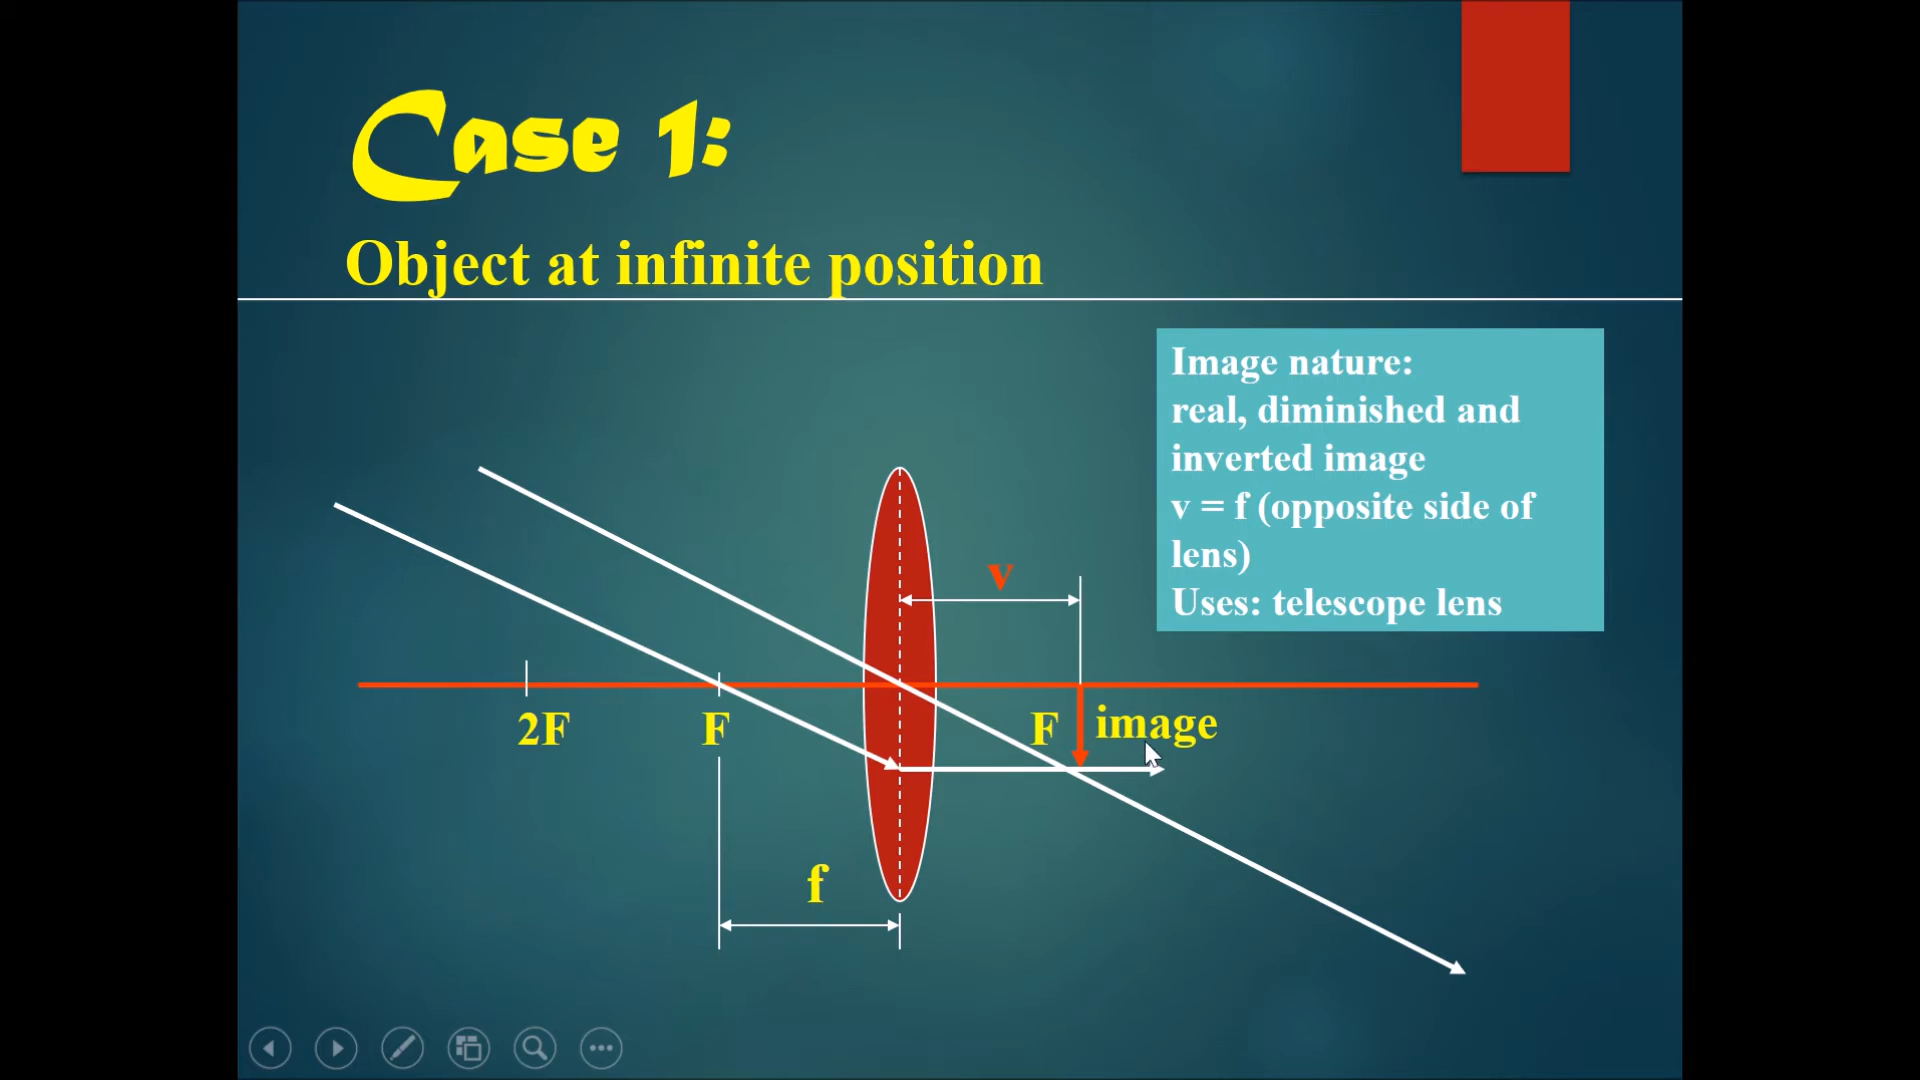 Case 1:
Object at infinite position
Image nature:
real, diminished and
inverted image
v = f (opposite side of
lens)
Uses: telescope lens
v
2F
F
F
image
f